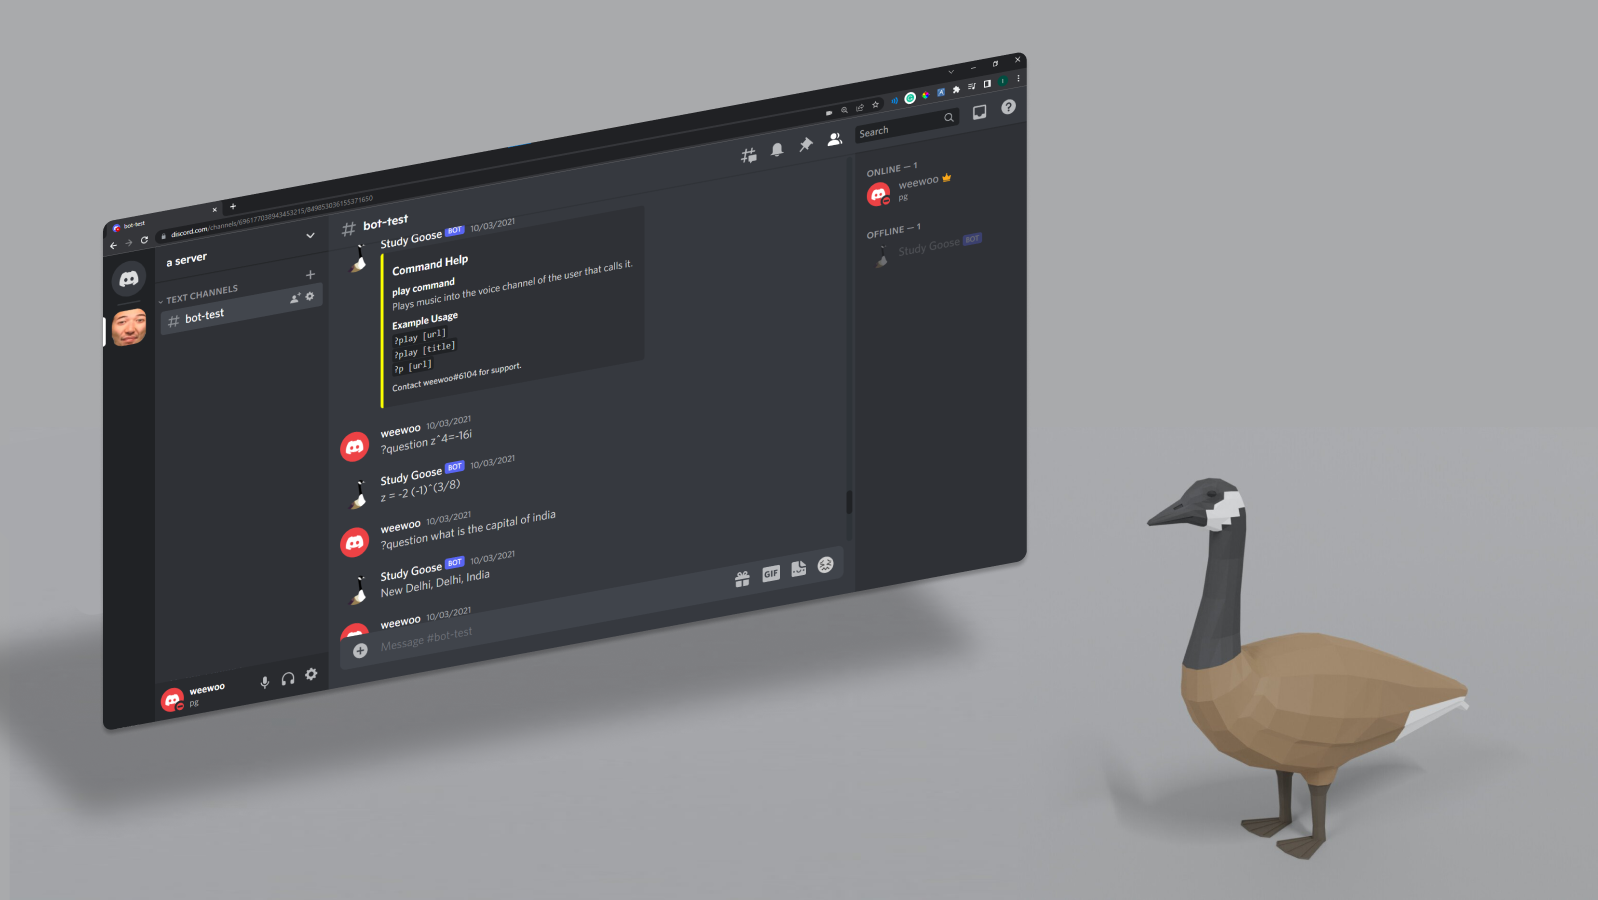 bot-test
discord.com/channels/696177038943453215/849853036155371650
a server
TEXT CHANNELS
bot-test
weewoo
pg
bot-test
Study Goose BOT 10/03/2021
Command Help
play command
Plays music into the voice channel of the user that calls it.
Example Usage
?play [url]
?play [title]
?p [url]
Contact weewoo#6104 for support.
weewoo 10/03/2021
?question z^4=-16i
Study Goose BOT 10/03/2021
z = -2 (-1)^(3/8)
weewoo 10/03/2021
?question what is the capital of india
Study Goose BOT 10/03/2021
New Delhi, Delhi, India
weewoo 10/03/2021
Message #bot-test
GIF
Search
ONLINE — 1
weewoo
pg
OFFLINE — 1
Study Goose BOT